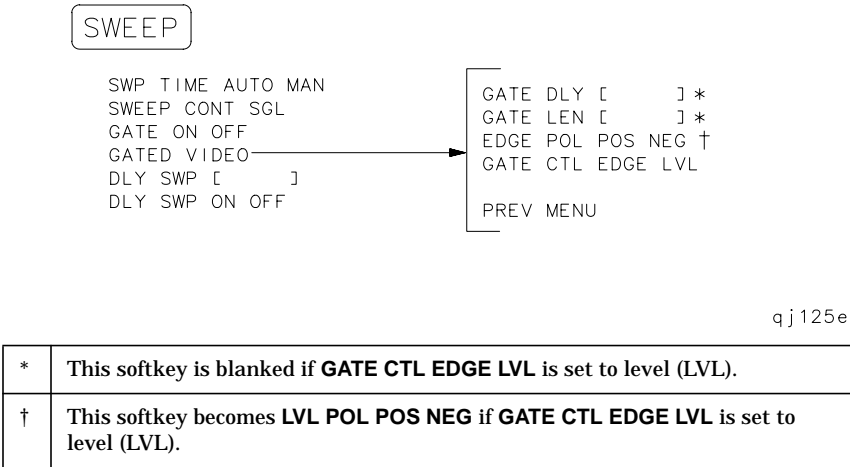 SWEEP
SWP TIME AUTO MAN
SWEEP CONT SGL
GATE ON OFF
GATED VIDEO
DLY SWP [ ]
DLY SWP ON OFF
GATE DLY [ ] *
GATE LEN [ ] *
EDGE POL POS NEG †
GATE CTL EDGE LVL
PREV MENU
qj125e
* This softkey is blanked if GATE CTL EDGE LVL is set to level (LVL).
† This softkey becomes LVL POL POS NEG if GATE CTL EDGE LVL is set to
level (LVL).